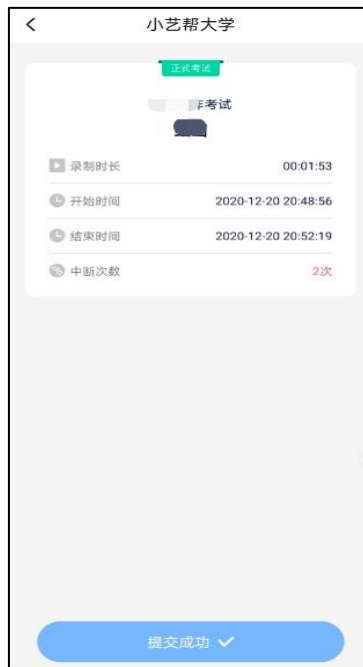 小艺帮大学
正式考试
考试
录制时长 00:01:53
开始时间 2020-12-20 20:48:56
结束时间 2020-12-20 20:52:19
中断次数 2次
提交成功